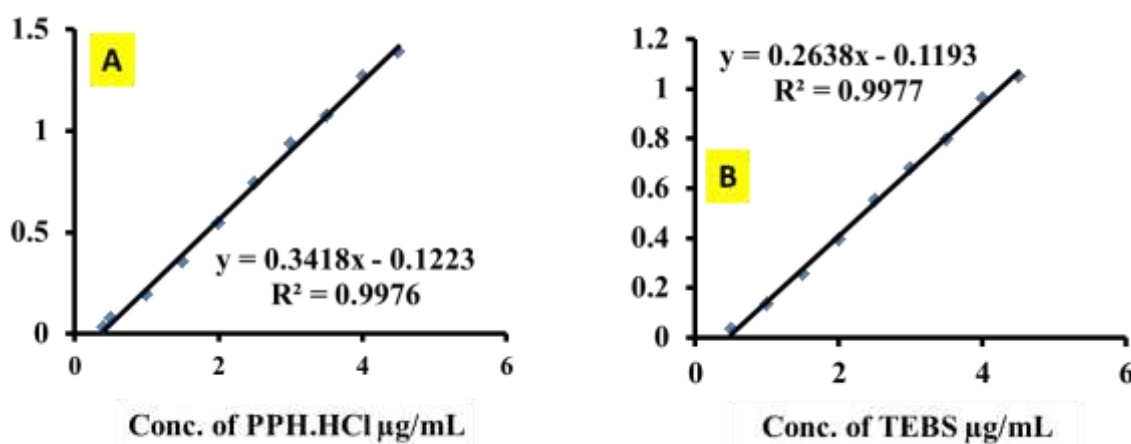 A
1.5
1
0.5
0
y = 0.3418x - 0.1223
R² = 0.9976
0 2 4 6
Conc. of PPH.HCl µg/mL
B
1.2
1
0.8
0.6
0.4
0.2
0
y = 0.2638x - 0.1193
R² = 0.9977
0 2 4 6
Conc. of TEBS µg/mL